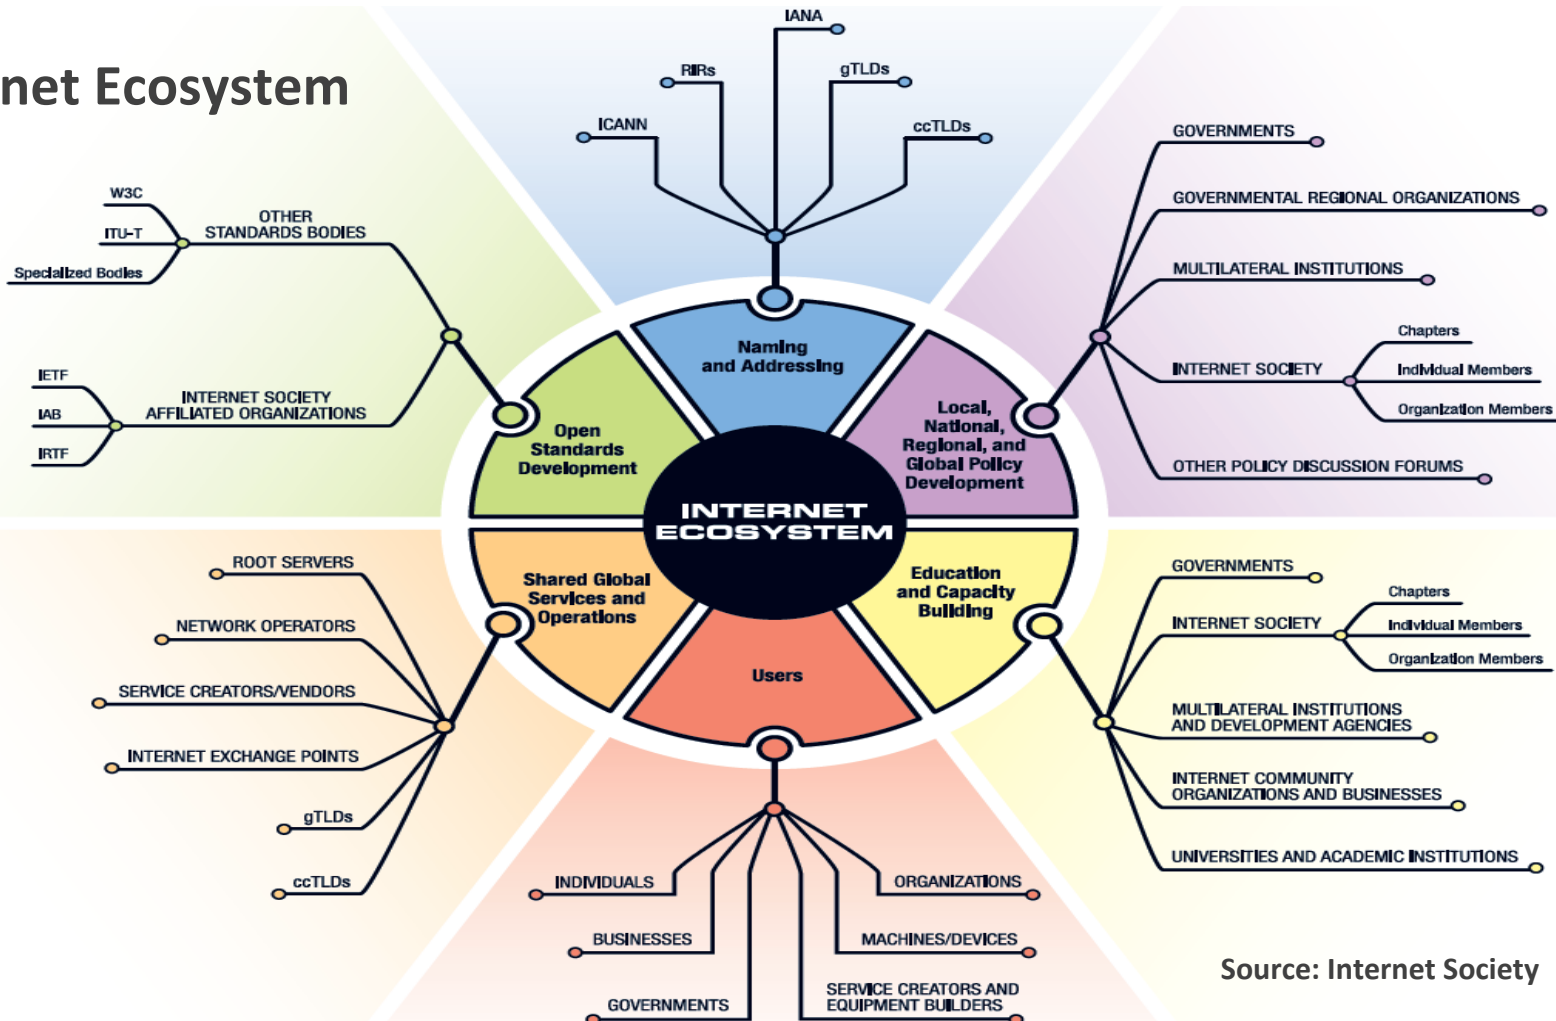 net Ecosystem
IANA
RIRs
gTLDs
ICANN
ccTLDs
W3C
ITU-T
Specialized Bodies
OTHER
STANDARDS BODIES
IETF
IAB
IRTF
INTERNET SOCIETY
AFFILIATED ORGANIZATIONS
GOVERNMENTS
GOVERNMENTAL REGIONAL ORGANIZATIONS
MULTILATERAL INSTITUTIONS
INTERNET SOCIETY
Chapters
Individual Members
Organization Members
OTHER POLICY DISCUSSION FORUMS
Naming
and Addressing
Open
Standards
Development
Local,
National,
Regional, and
Global Policy
Development
INTERNET
ECOSYSTEM
Shared Global
Services and
Operations
Education
and Capacity
Building
Users
ROOT SERVERS
NETWORK OPERATORS
SERVICE CREATORS/VENDORS
INTERNET EXCHANGE POINTS
gTLDs
ccTLDs
GOVERNMENTS
INTERNET SOCIETY
Chapters
Individual Members
Organization Members
MULTILATERAL INSTITUTIONS
AND DEVELOPMENT AGENCIES
INTERNET COMMUNITY
ORGANIZATIONS AND BUSINESSES
UNIVERSITIES AND ACADEMIC INSTITUTIONS
INDIVIDUALS
BUSINESSES
GOVERNMENTS
ORGANIZATIONS
MACHINES/DEVICES
SERVICE CREATORS AND
EQUIPMENT BUILDERS
Source: Internet Society